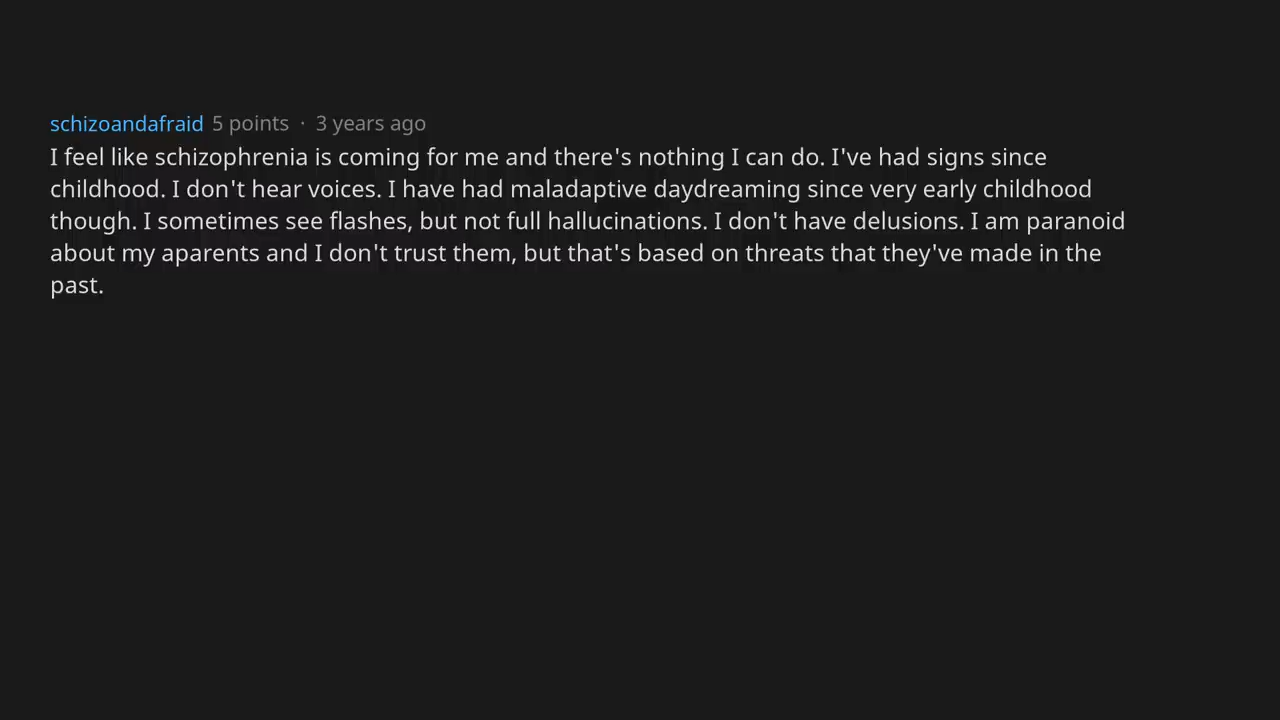 schizoandafraid 5 points · 3 years ago
I feel like schizophrenia is coming for me and there's nothing I can do. I've had signs since
childhood. I don't hear voices. I have had maladaptive daydreaming since very early childhood
though. I sometimes see flashes, but not full hallucinations. I don't have delusions. I am paranoid
about my aparents and I don't trust them, but that's based on threats that they've made in the
past.